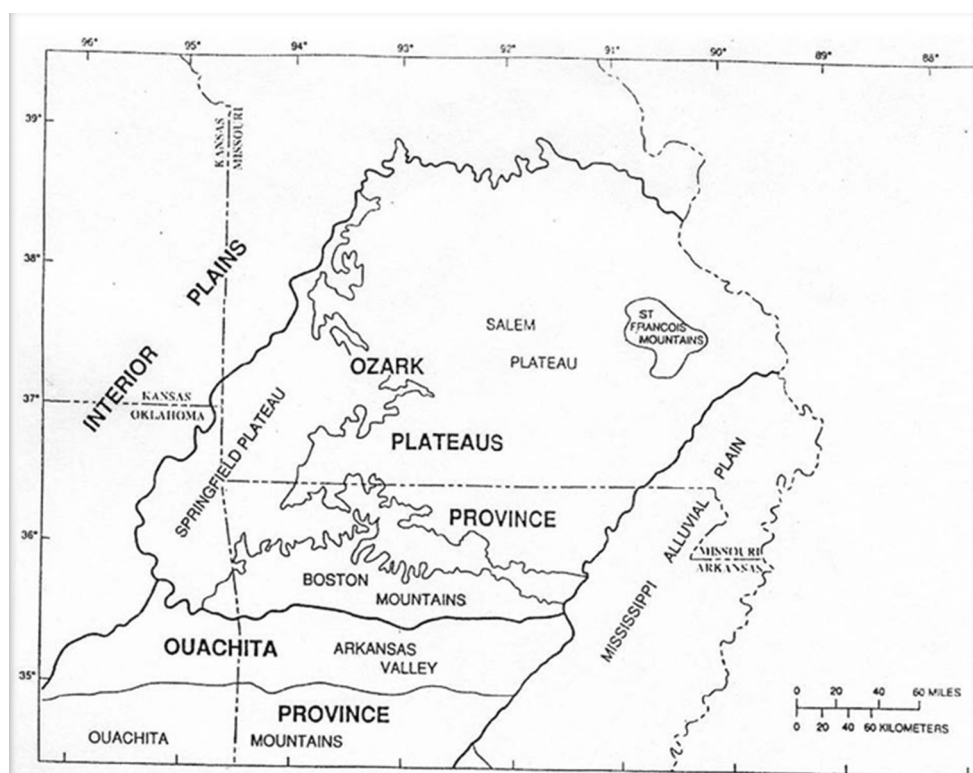 96° 95° 94° 93° 92° 91° 90° 89° 88°
39°
KANSAS
MISSOURI
38°
INTERIOR PLAINS
SALEM
PLATEAU
ST
FRANCOIS
MOUNTAINS
OZARK
37°
KANSAS
OKLAHOMA
SPRINGFIELD PLATEAU
PLATEAUS
MISSISSIPPI ALLUVIAL PLAIN
PROVINCE
36°
MISSOURI
ARKANSAS
BOSTON
MOUNTAINS
OUACHITA
ARKANSAS
VALLEY
35°
PROVINCE
OUACHITA MOUNTAINS
0 20 40 60 MILES
0 20 40 60 KILOMETERS